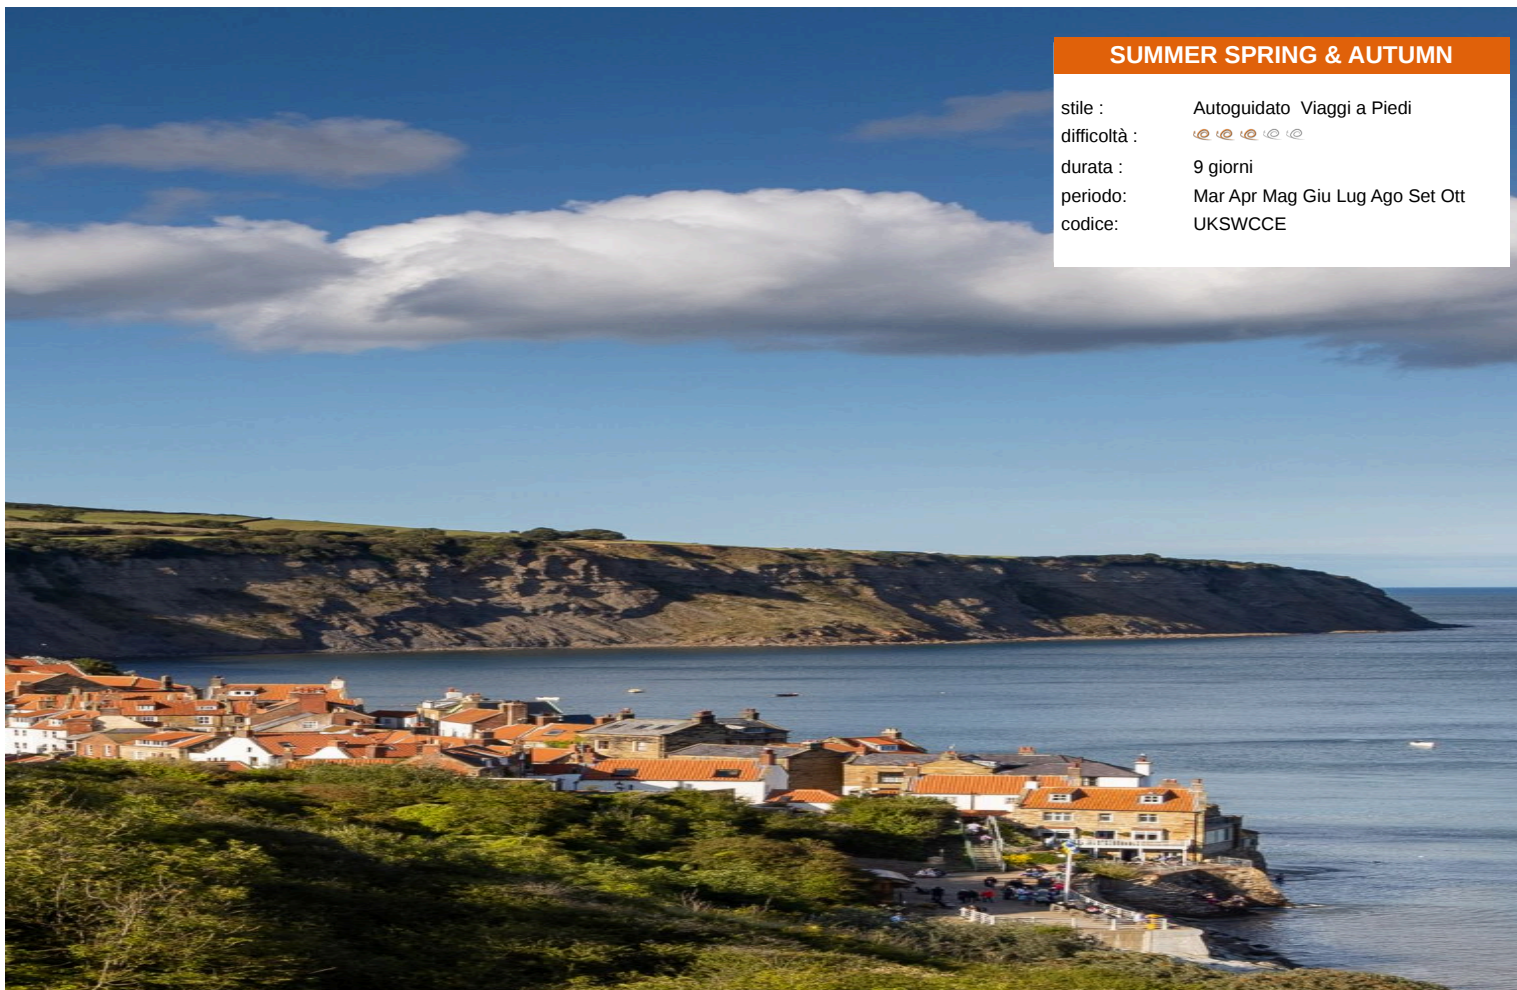 SUMMER SPRING & AUTUMN
stile : Autoguidato Viaggi a Piedi
difficoltà :
durata : 9 giorni
periodo: Mar Apr Mag Giu Lug Ago Set Ott
codice: UKSWCCE